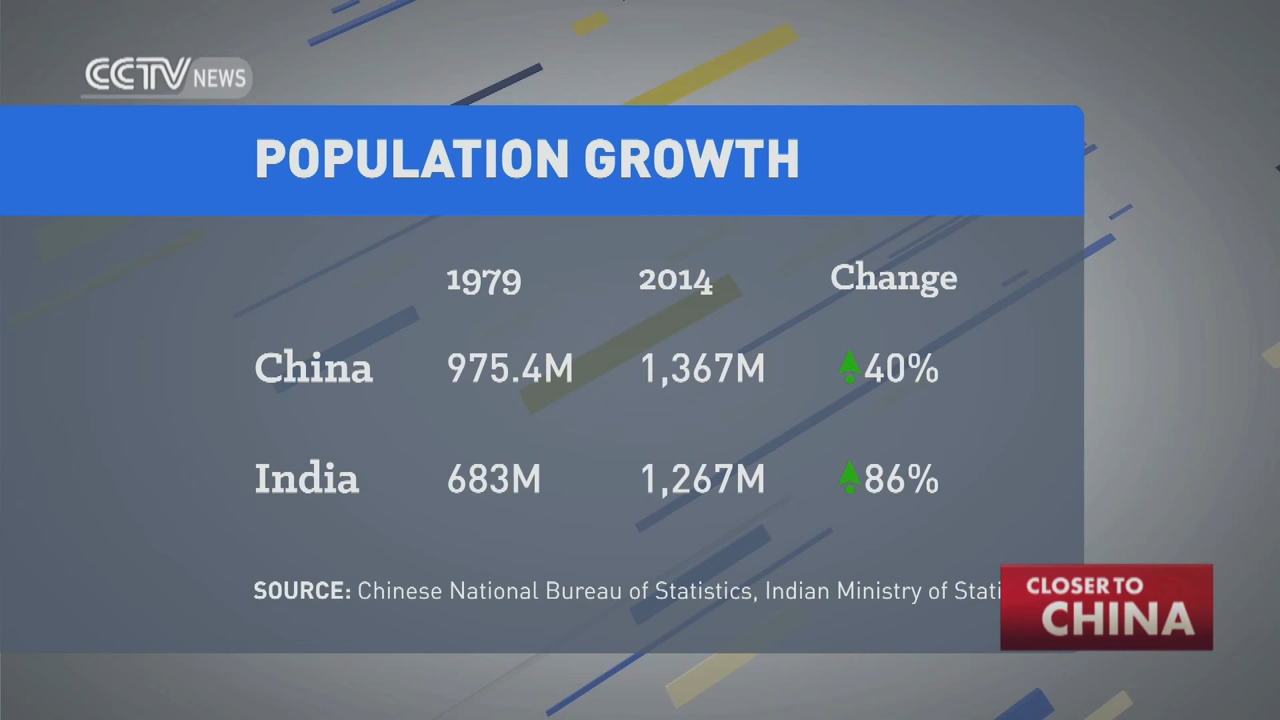 CCTV NEWS
POPULATION GROWTH
1979 2014 Change
China 975.4M 1,367M 40%
India 683M 1,267M 86%
SOURCE: Chinese National Bureau of Statistics, Indian Ministry of Stati
CLOSER TO
CHINA